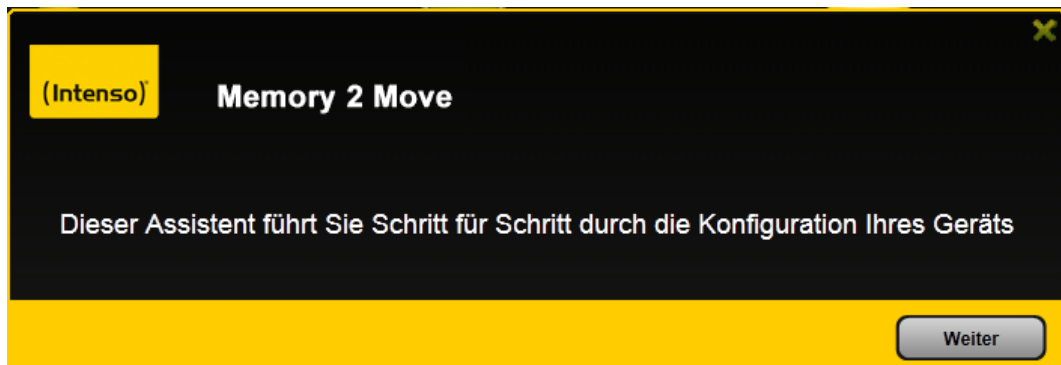 (Intenso)
Memory 2 Move
Dieser Assistent führt Sie Schritt für Schritt durch die Konfiguration Ihres Geräts
Weiter